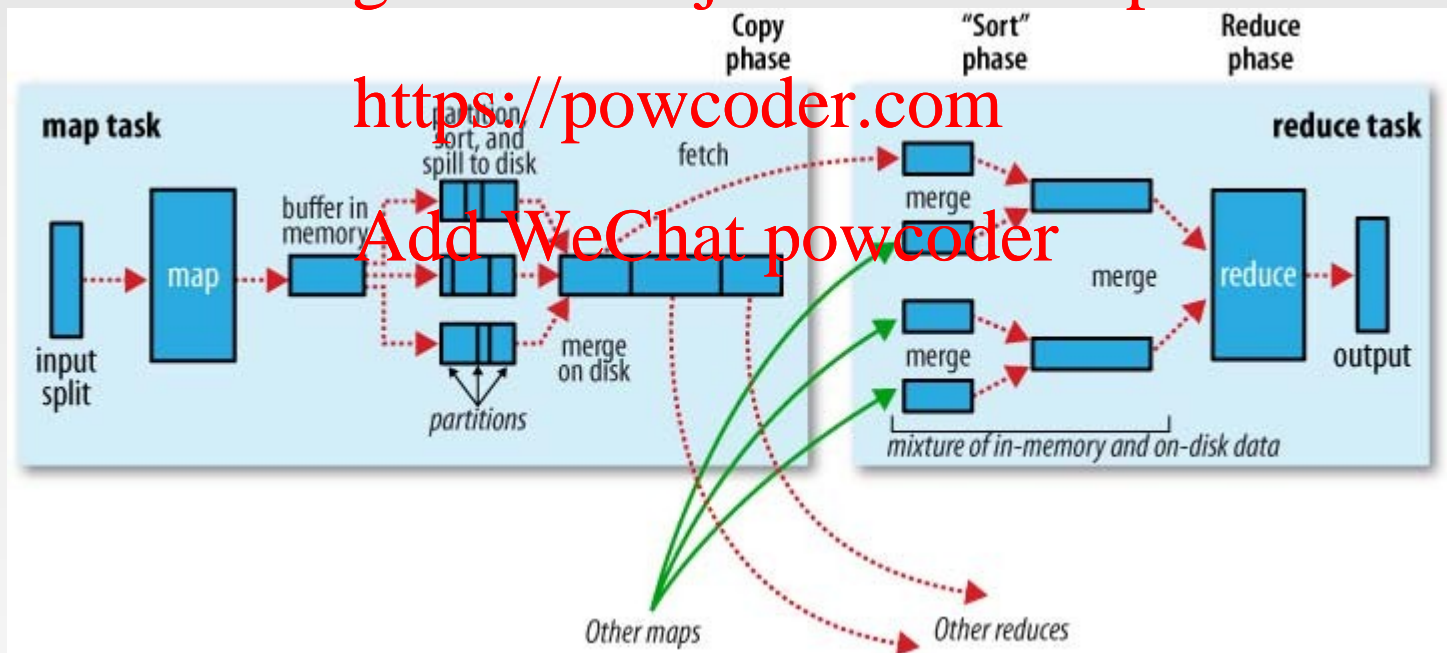 Copy
phase
"Sort"
phase
Reduce
phase
https://powcoder.com
map task
partition,
sort, and
spill to disk
fetch
reduce task
buffer in
memory
merge
Add WeChat powcoder
map
merge
reduce
input
split
merge
on disk
merge
output
partitions
mixture of in-memory and on-disk data
Other maps
Other reduces